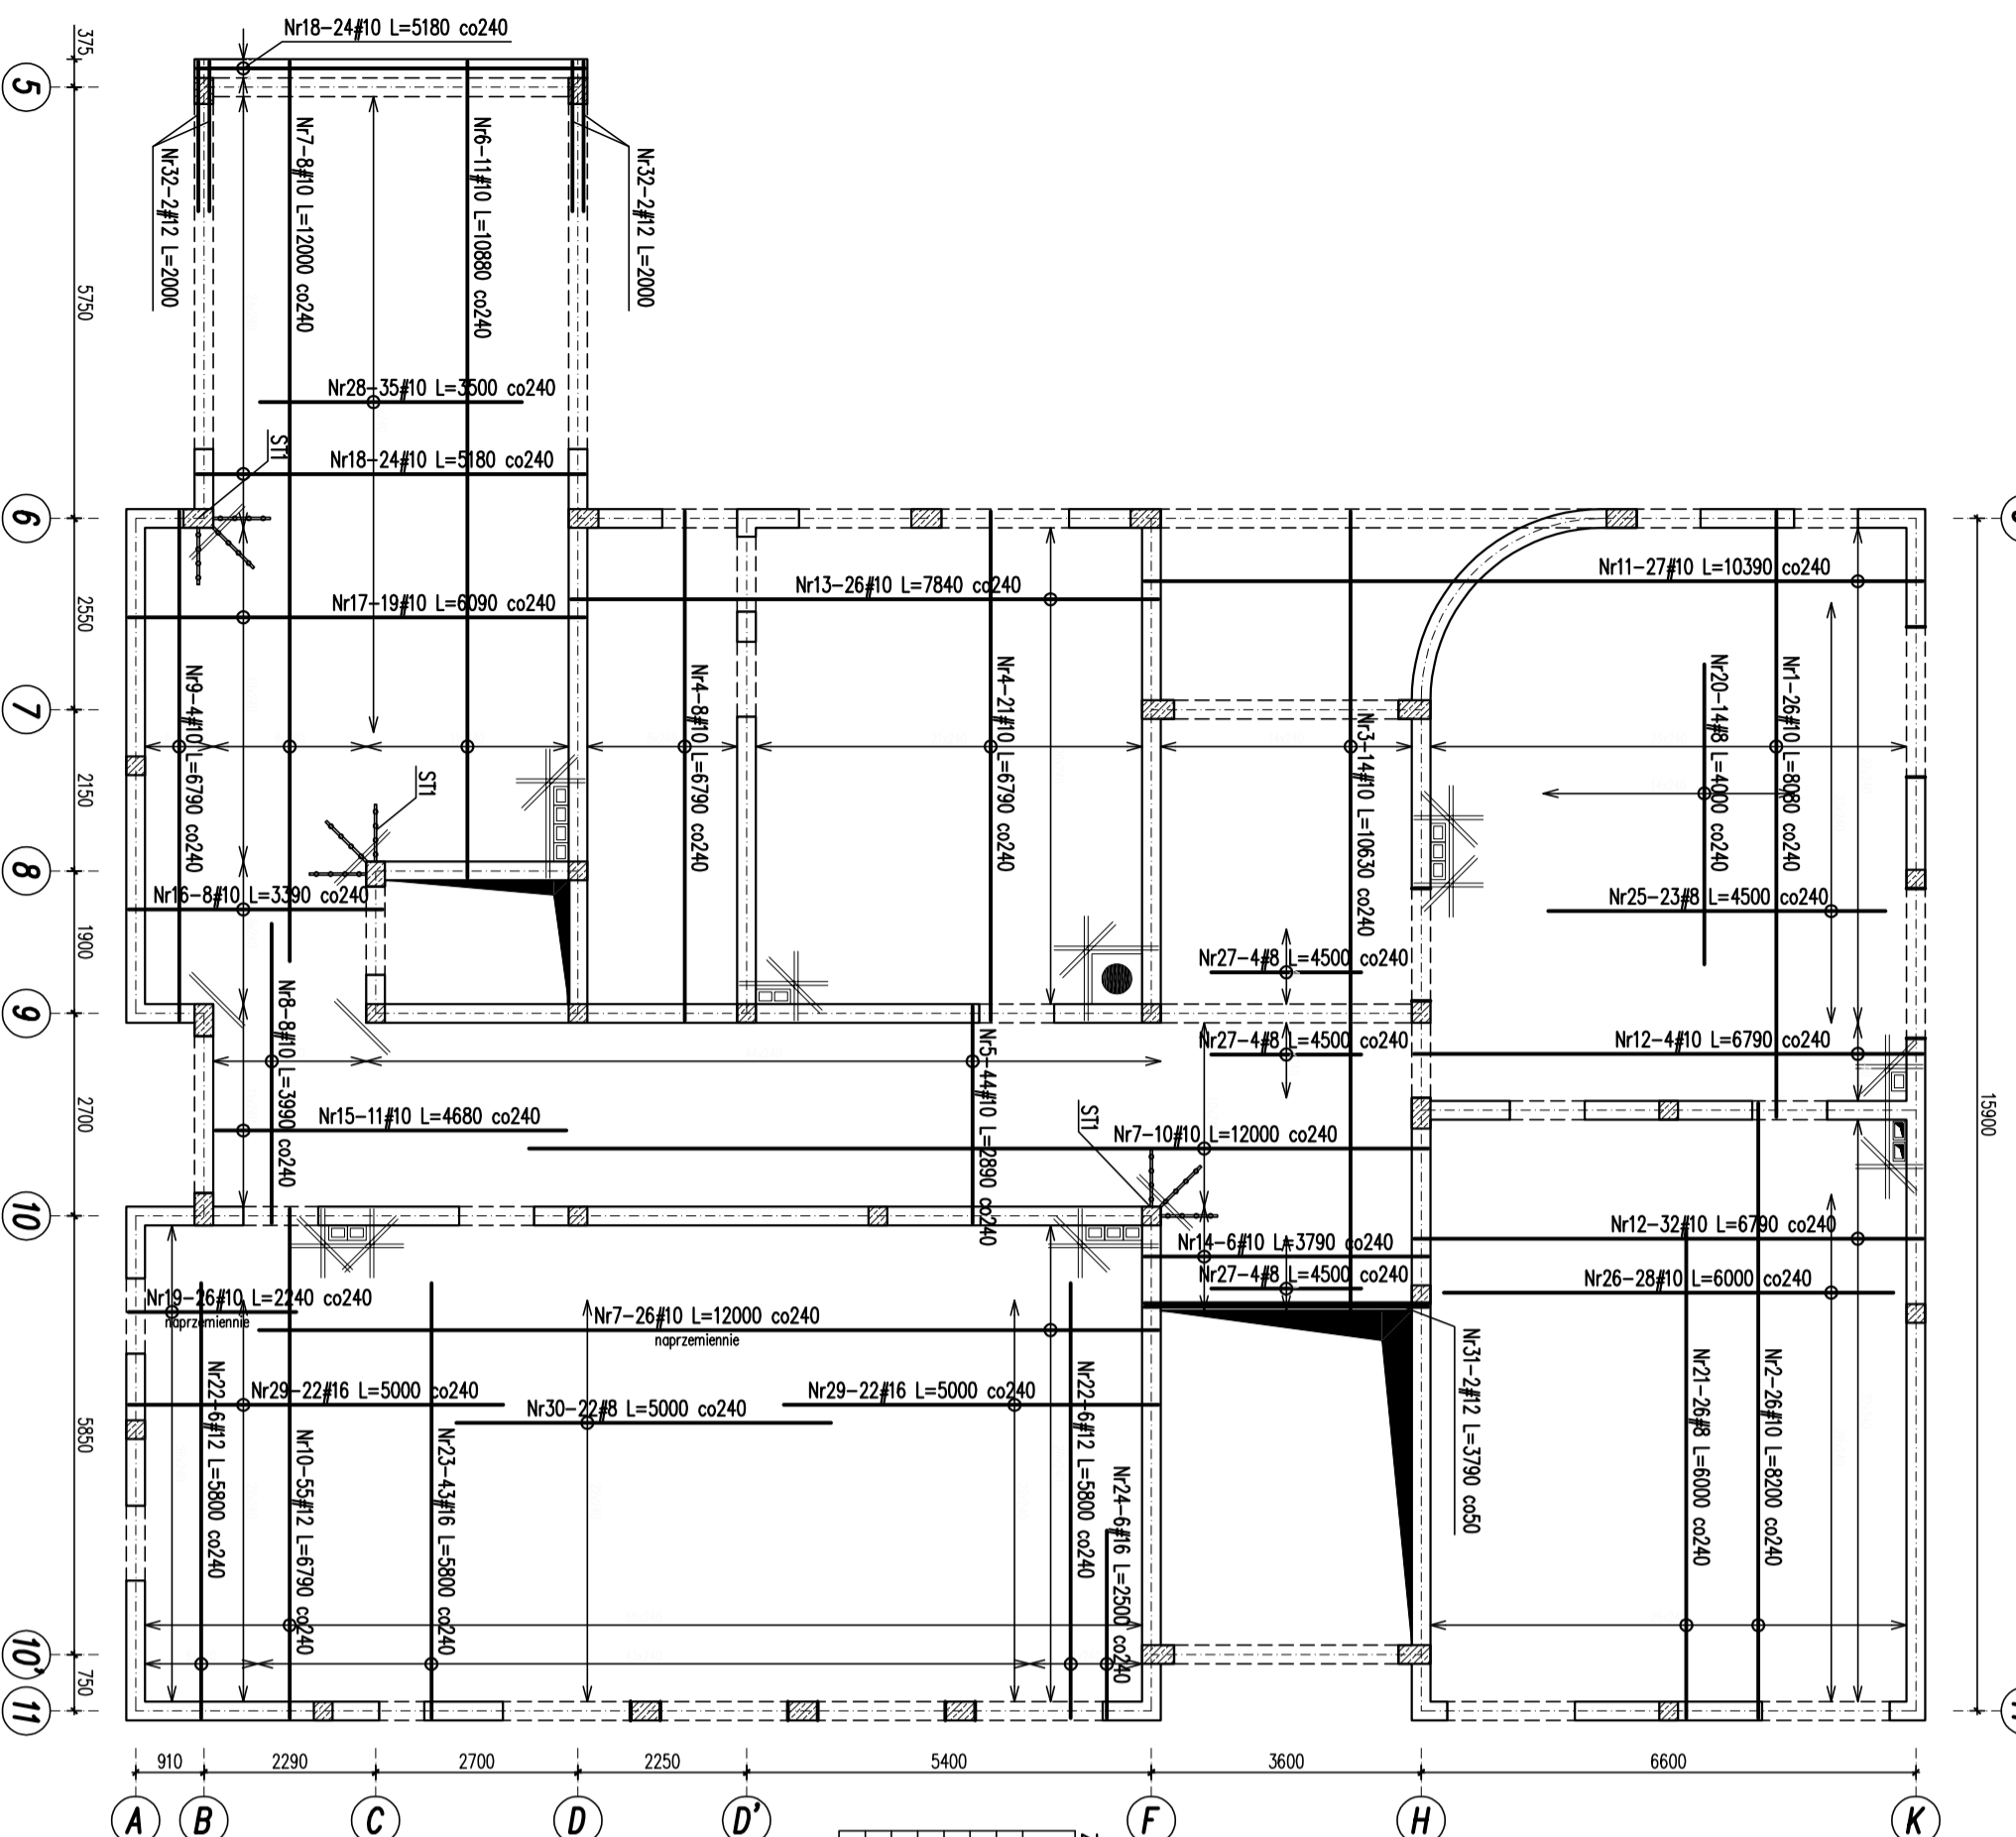 Nr18-24#10 L=5180 co240
375
5
Nr32-2#12 L=2000
Nr7-8#10 L=12000 co240
Nr6-11#10 L=10880 co240
Nr32-2#12 L=2000
5750
Nr28-35#10 L=3500 co240
ST1
Nr18-24#10 L=5180 co240
6
Nr11-27#10 L=10390 co240
Nr13-26#10 L=7840 co240
Nr17-19#10 L=6090 co240
2550
Nr9-4#10 L=6790 co240
Nr4-8#10 L=6790 co240
Nr4-21#10 L=6790 co240
Nr3-14#10 L=10630 co240
Nr20-14#8 L=4000 co240
Nr1-26#10 L=8080 co240
7
2150
ST1
8
Nr16-8#10 L=3390 co240
Nr25-23#8 L=4500 co240
1900
Nr27-4#8 L=4500 co240
Nr8-8#10 L=3990 co240
9
Nr5-44#10 L=2890 co240
Nr27-4#8 L=4500 co240
Nr12-4#10 L=6790 co240
2700
15900
Nr15-11#10 L=4680 co240
ST1
Nr7-10#10 L=12000 co240
10
Nr12-32#10 L=6790 co240
Nr14-6#10 L=3790 co240
Nr27-4#8 L=4500 co240
Nr26-28#10 L=6000 co240
Nr19-26#10 L=2240 co240
naprzemiennie
Nr7-26#10 L=12000 co240
naprzemiennie
Nr31-2#12 L=3790 co50
Nr22-6#12 L=5800 co240
Nr29-22#16 L=5000 co240
Nr29-22#16 L=5000 co240
Nr30-22#8 L=5000 co240
Nr22-6#12 L=5800 co240
Nr21-26#8 L=6000 co240
Nr2-26#10 L=8200 co240
5850
Nr10-55#12 L=6790 co240
Nr23-43#16 L=5800 co240
Nr24-6#16 L=2500 co240
10'
750
11
910
2290
2700
2250
5400
3600
6600
A
B
C
D
D'
F
H
K